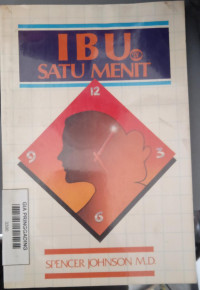 IBU
SATU MENIT
12
9
3
6
SPENCER JOHNSON M.D.